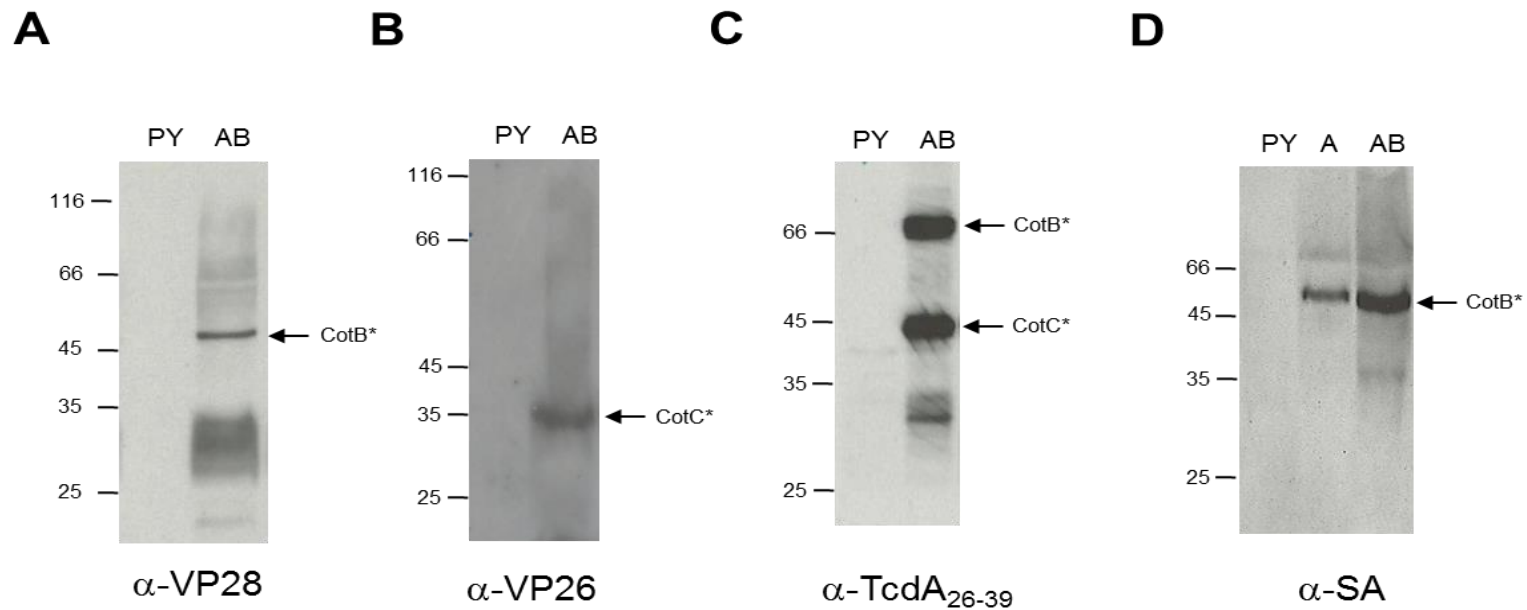 A
PY AB
116
66
45
35
25
CotB*
α-VP28
B
PY AB
116
66
45
35
25
CotC*
α-VP26
C
PY AB
66
45
35
25
CotB*
CotC*
α-TcdA26-39
D
PY A AB
66
45
35
25
CotB*
α-SA